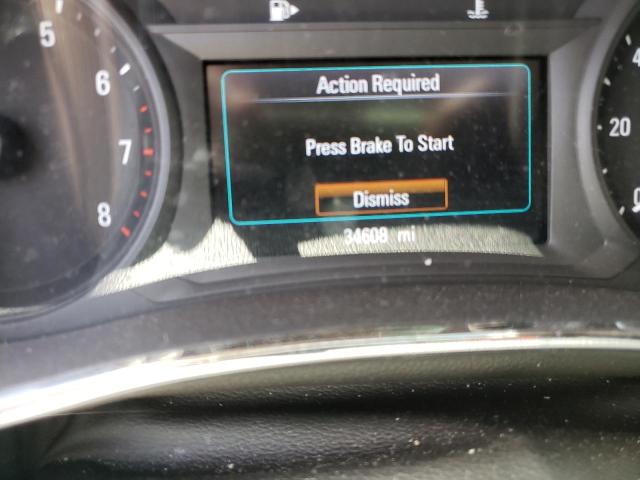 5
6
7
8
Action Required
Press Brake To Start
Dismiss
34608 mi
20